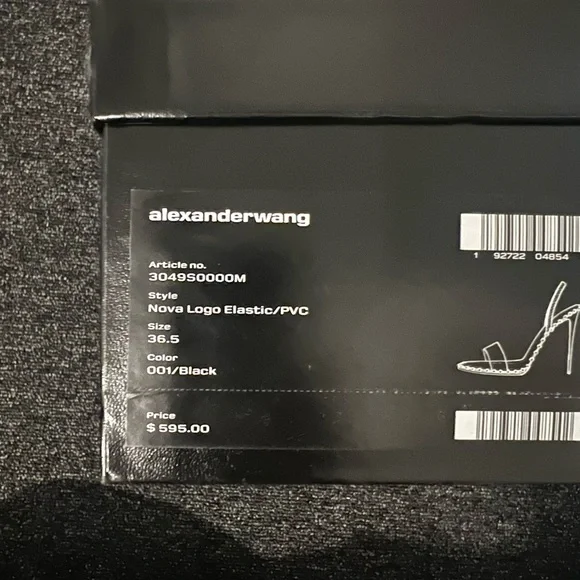 alexanderwang
1 92722 04854
Article no.
3049S0000M
Style
Nova Logo Elastic/PVC
Size
36.5
Color
001/Black
Price
$ 595.00